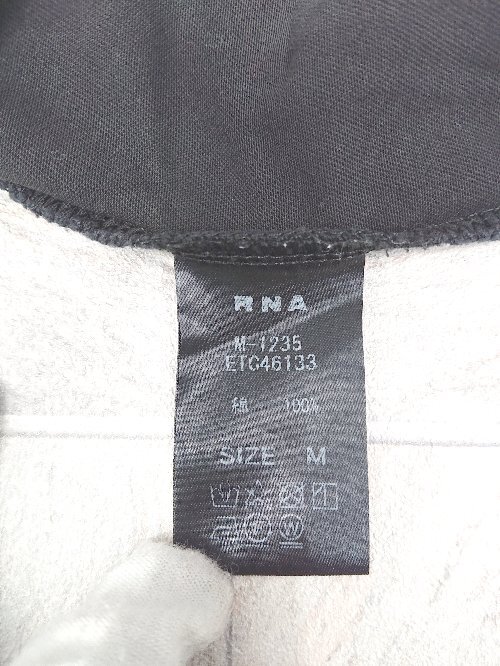 RNA
M-1235
ETC46133
綿 100%
SIZE M